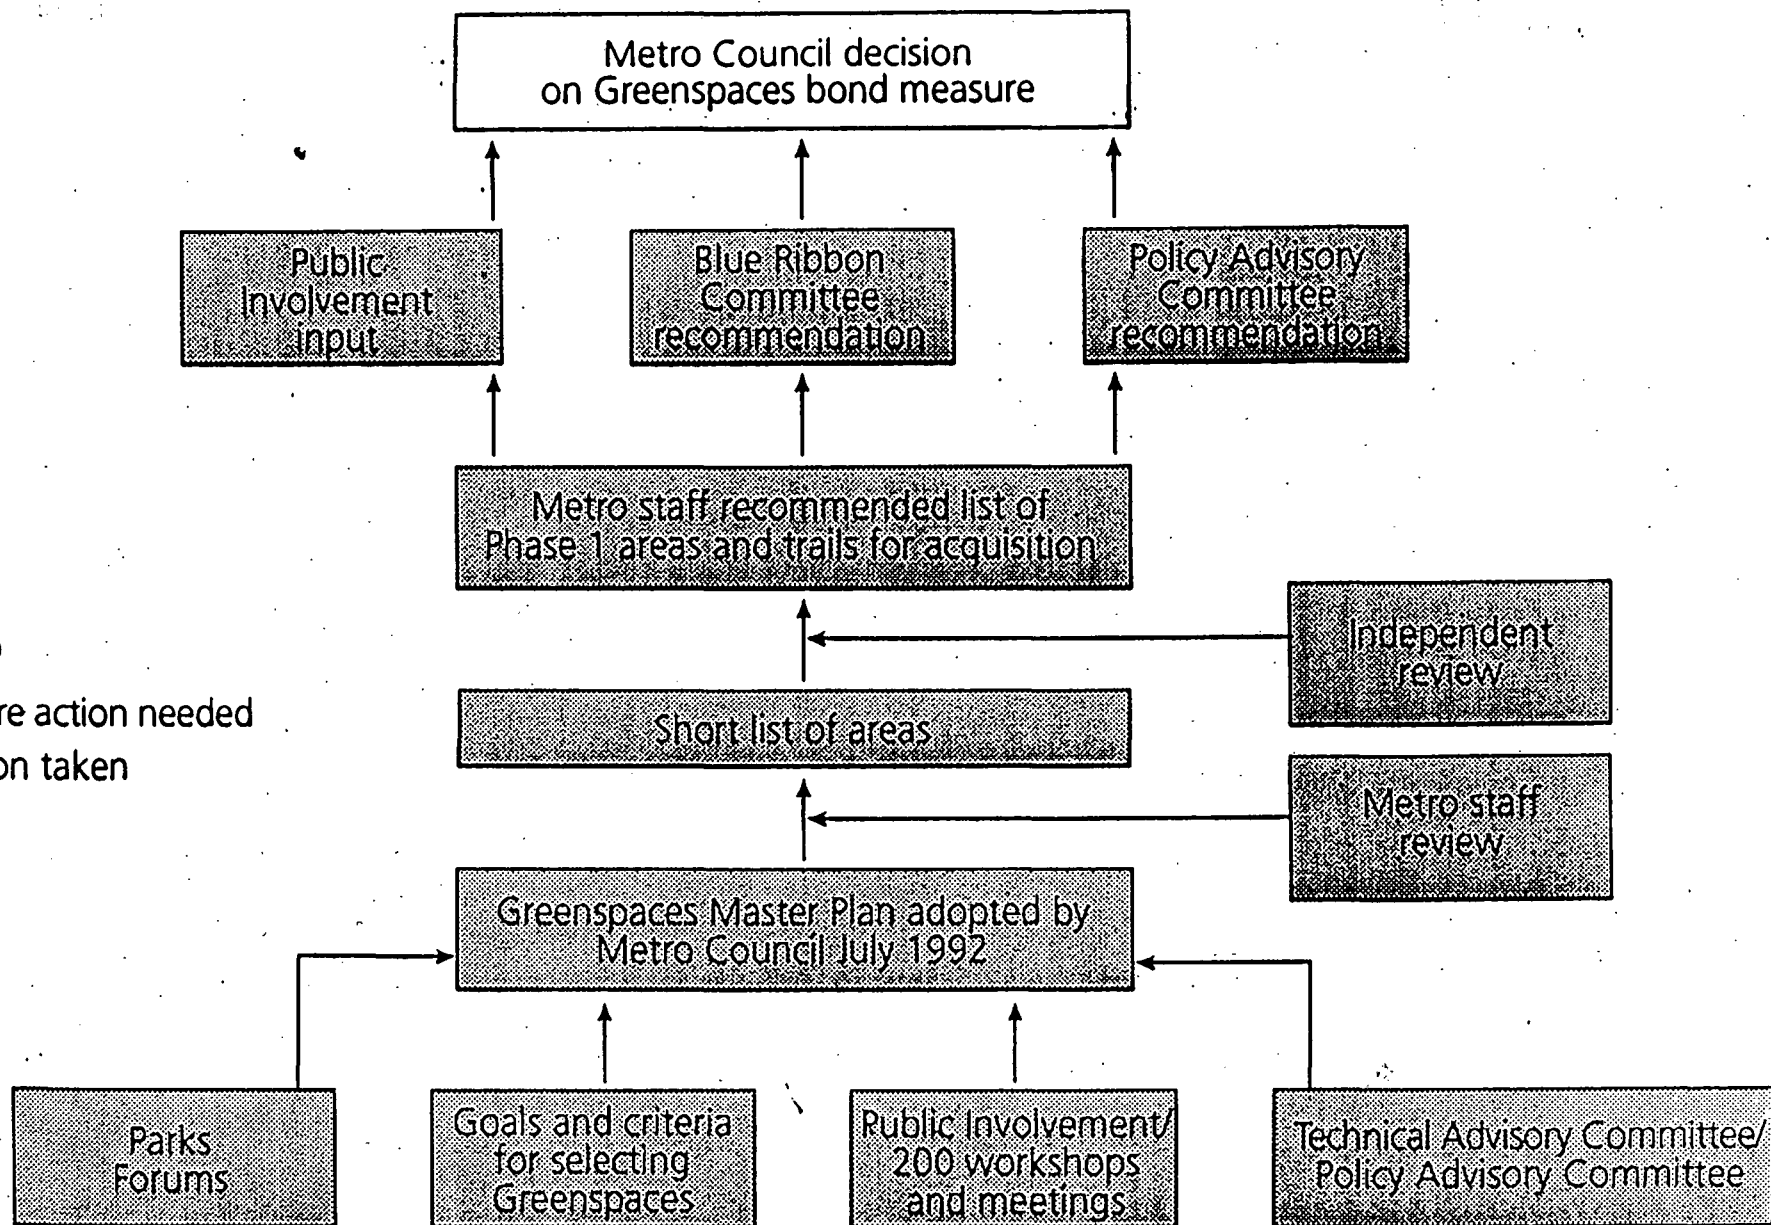 Metro Council decision
on Greenspaces bond measure
Public
Involvement
input
Blue Ribbon
Committee
recommendation
Policy Advisory
Committee
recommendation
Metro staff recommended list of
Phase 1 areas and trails for acquisition
Independent
review
re action needed
on taken
Short list of areas
Metro staff
review
Greenspaces Master Plan adopted by
Metro Council July 1992
Parks
Forums
Goals and criteria
for selecting
Greenspaces
Public Involvement/
200 workshops
and meetings
Technical Advisory Committee/
Policy Advisory Committee